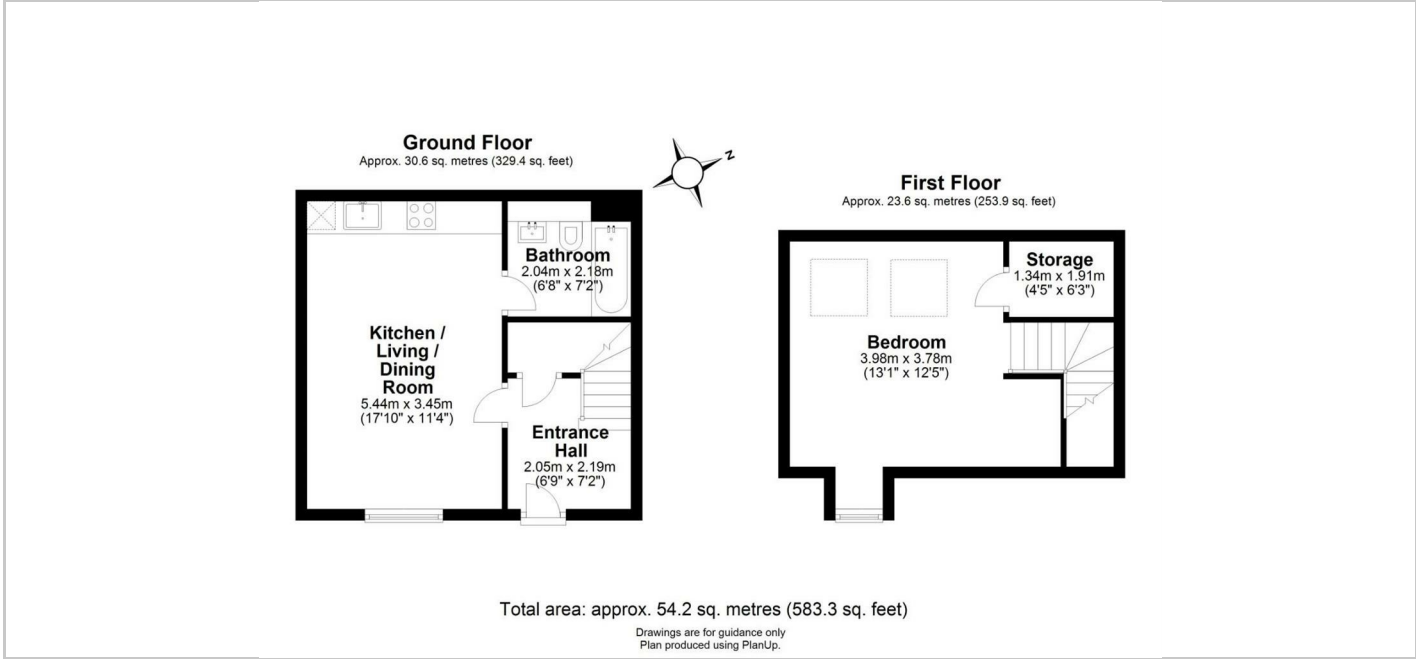 Ground Floor
Approx. 30.6 sq. metres (329.4 sq. feet)
Z
Bathroom
2.04m x 2.18m
(6'8" x 7'2")
Kitchen /
Living /
Dining
Room
5.44m x 3.45m
(17'10" x 11'4")
Entrance
Hall
2.05m x 2.19m
(6'9" x 7'2")
First Floor
Approx. 23.6 sq. metres (253.9 sq. feet)
Storage
1.34m x 1.91m
(4'5" x 6'3")
Bedroom
3.98m x 3.78m
(13'1" x 12'5")
Total area: approx. 54.2 sq. metres (583.3 sq. feet)
Drawings are for guidance only
Plan produced using PlanUp.